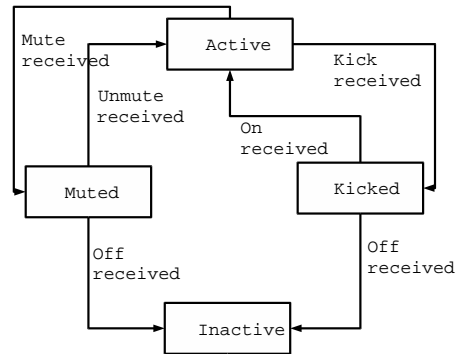 Mute
received
Active
Kick
received
Unmute
received
On
received
Muted
Kicked
Off
received
Off
received
Inactive